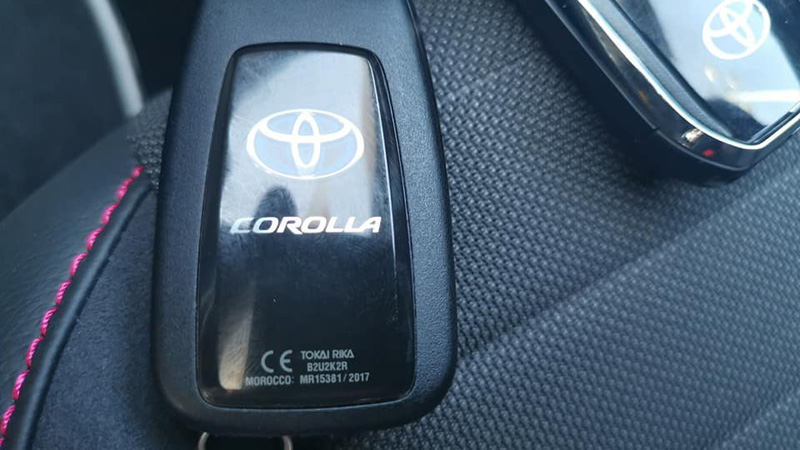 COROLLA
CE TOKAI RIKA
B2U2K2R
MOROCCO: MR15381/2017